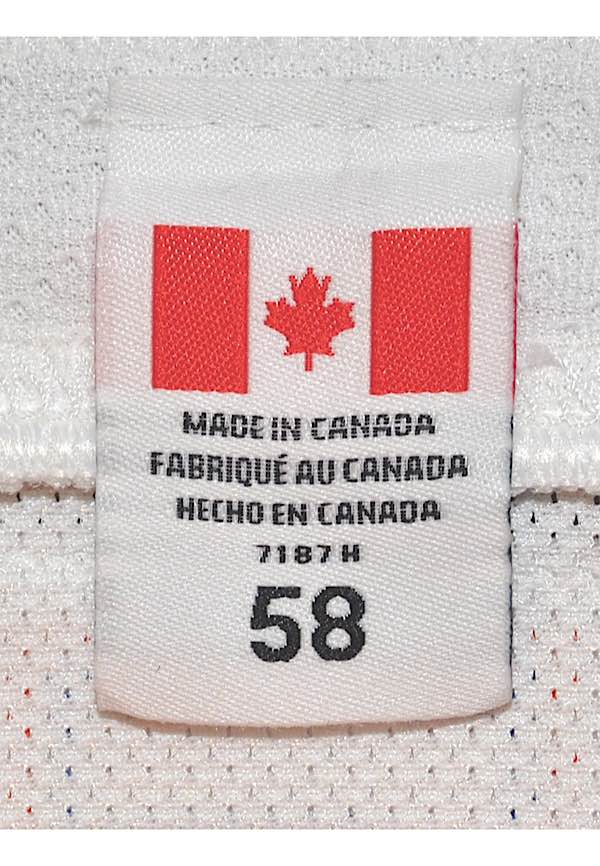 MADE IN CANADA
FABRIQUÉ AU CANADA
HECHO EN CANADA
7187 H
58